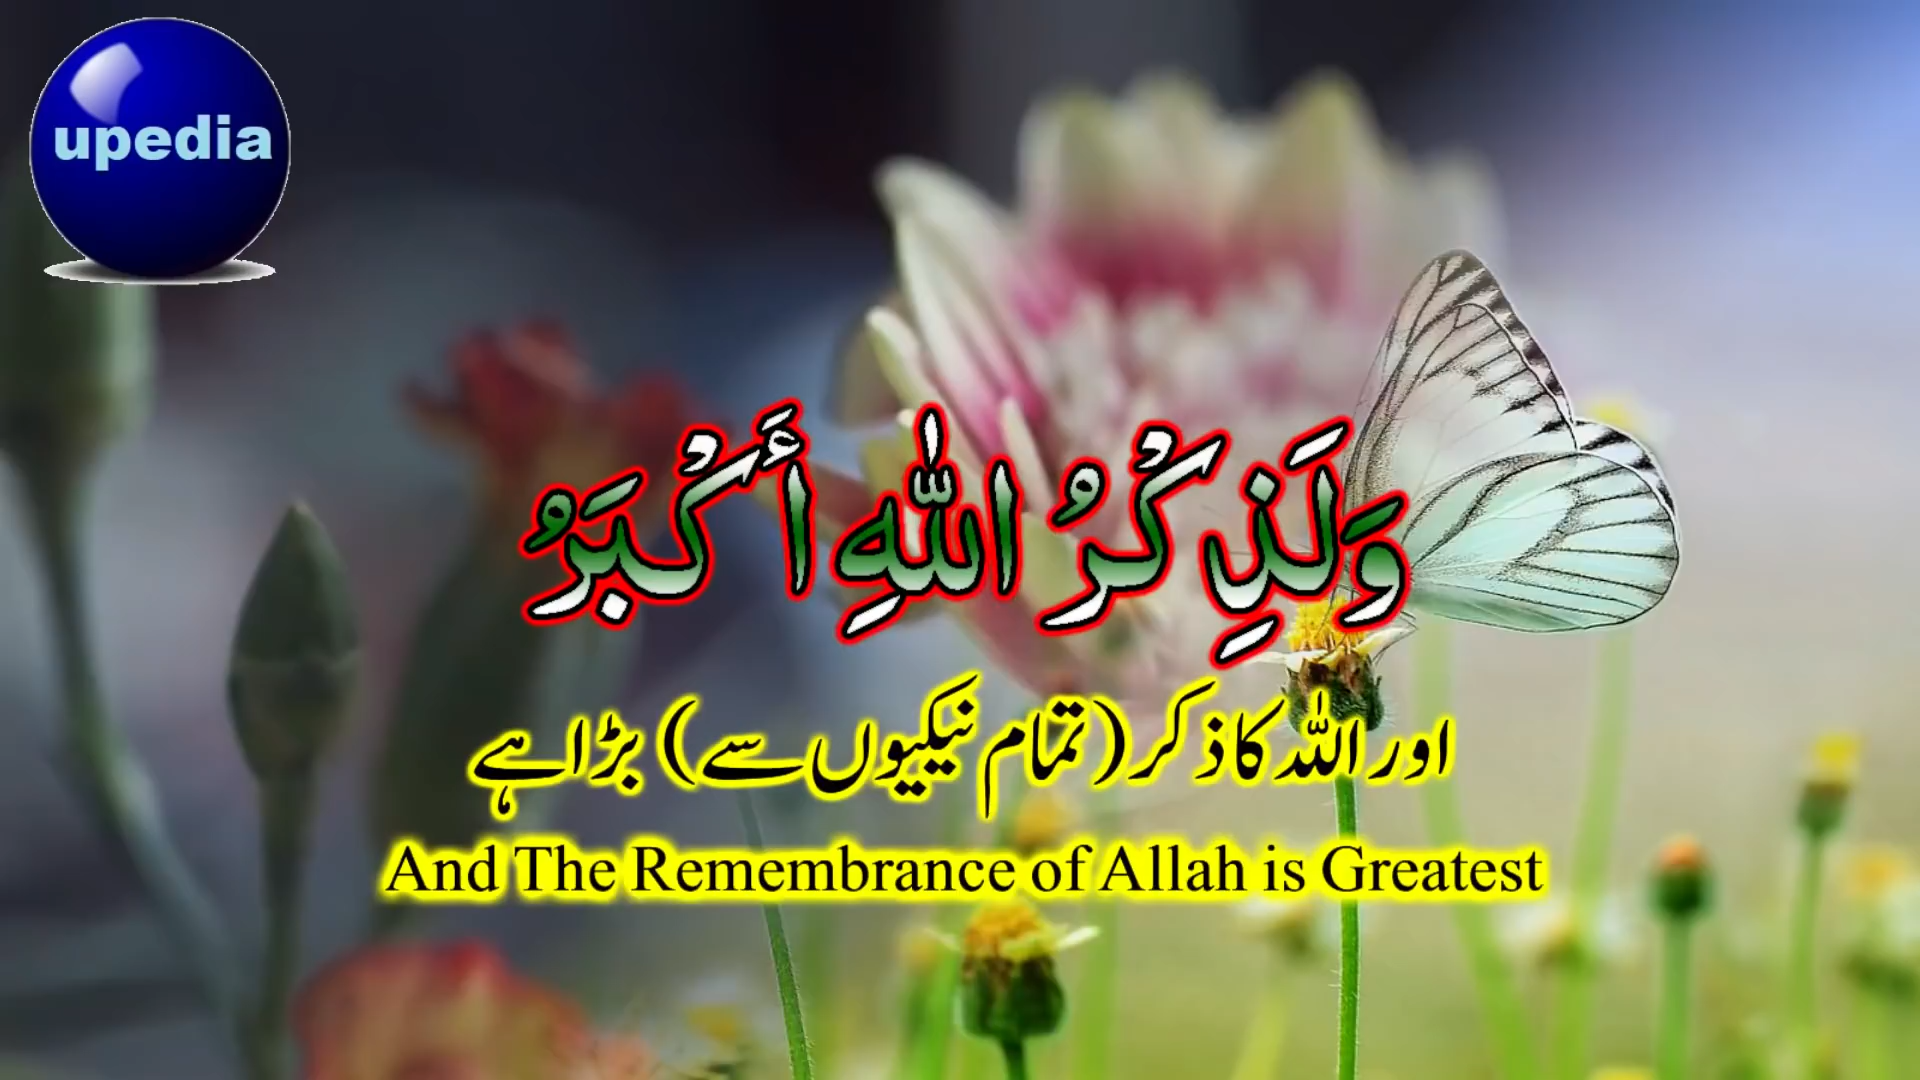 upedia
وَلَذِكْرُ اللّٰهِ أَكْبَرُ
اور اللہ کا ذکر (تمام نیکیوں سے) بڑا ہے
And The Remembrance of Allah is Greatest